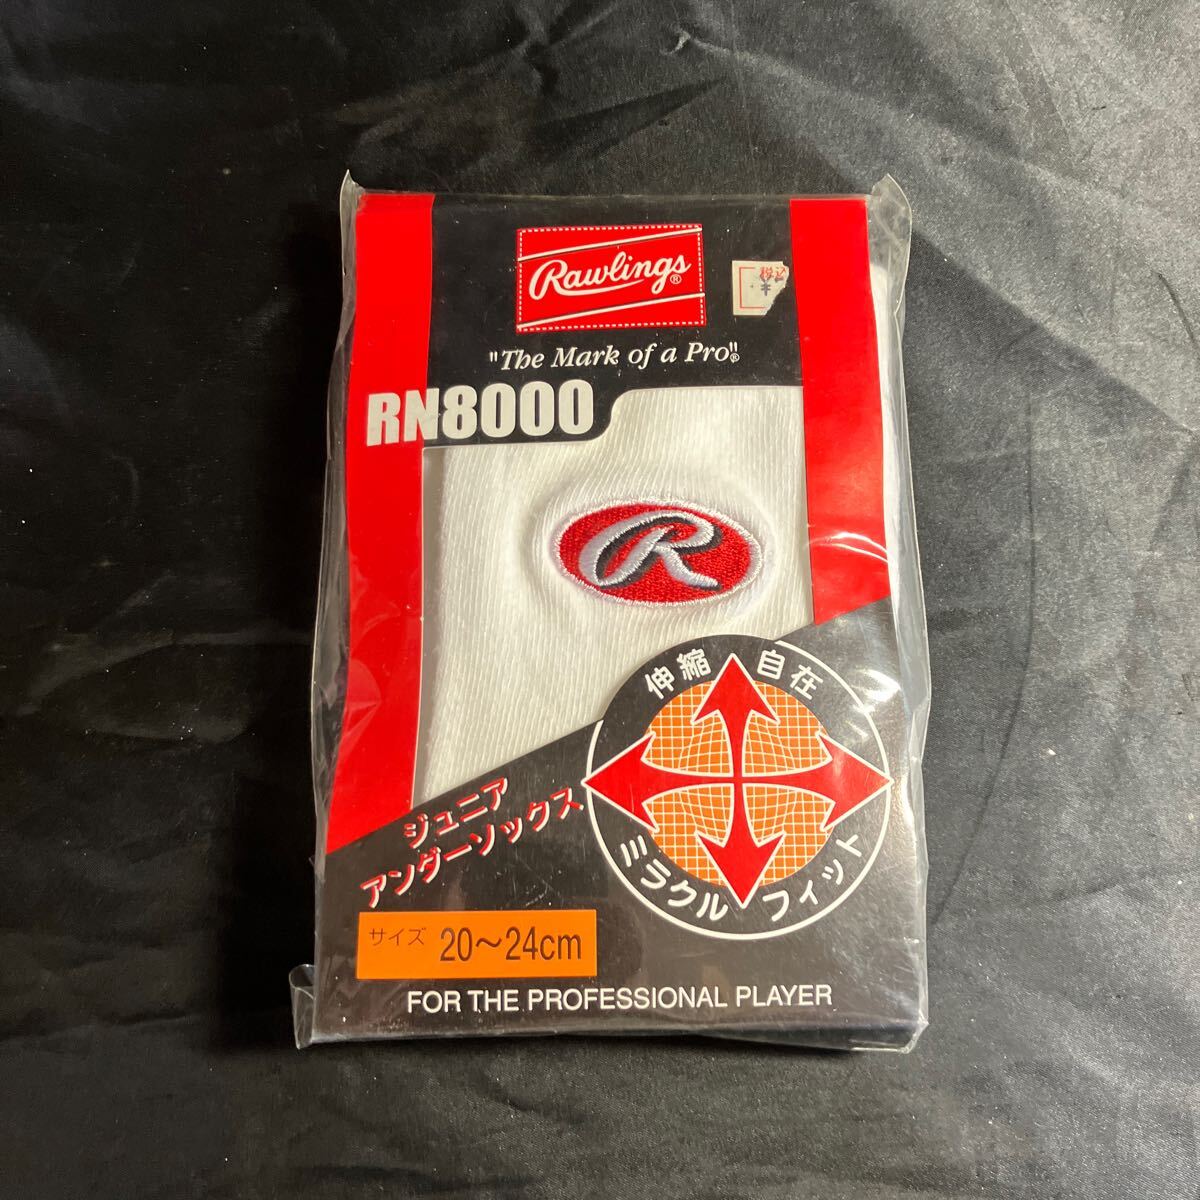 Rawlings®
税込
"The Mark of a Pro"®
RN8000
R
伸縮 自在
ミラクル フィット
ジュニア
アンダーソックス
サイズ 20〜24cm
FOR THE PROFESSIONAL PLAYER